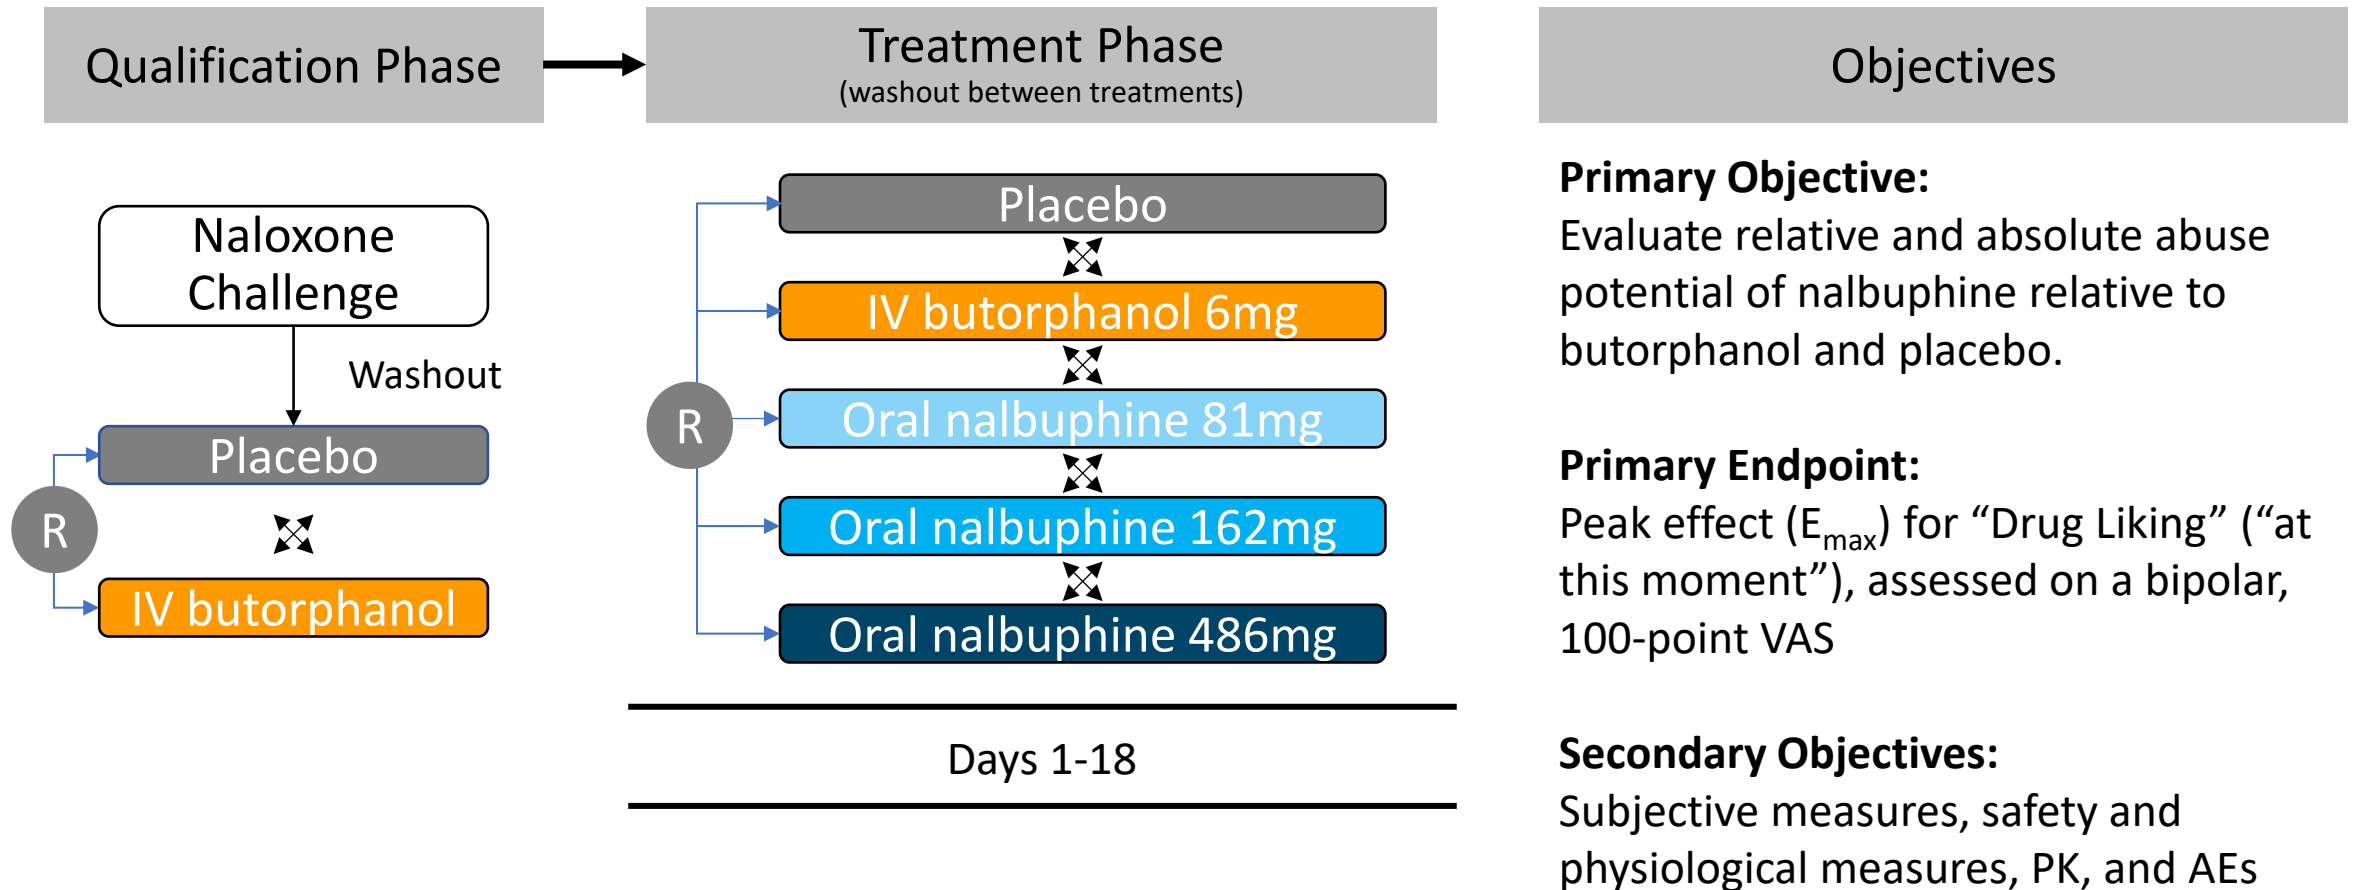 Qualification Phase
Treatment Phase
(washout between treatments)
Objectives
Naloxone
Challenge
Washout
Placebo
R
IV butorphanol
Placebo
IV butorphanol 6mg
Oral nalbuphine 81mg
R
Oral nalbuphine 162mg
Oral nalbuphine 486mg
Days 1-18
Primary Objective:
Evaluate relative and absolute abuse
potential of nalbuphine relative to
butorphanol and placebo.
Primary Endpoint:
Peak effect (Emax) for “Drug Liking” (“at
this moment”), assessed on a bipolar,
100-point VAS
Secondary Objectives:
Subjective measures, safety and
physiological measures, PK, and AEs